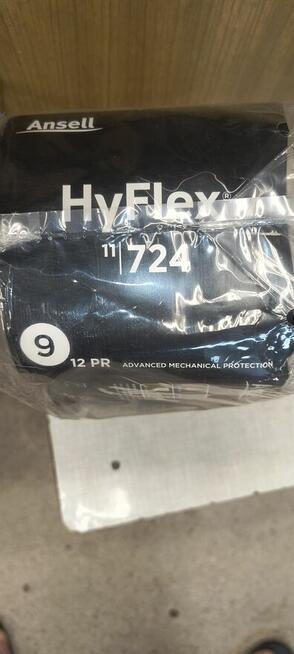 Ansell
HyFlex®
11|724
9
12 PR ADVANCED MECHANICAL PROTECTION